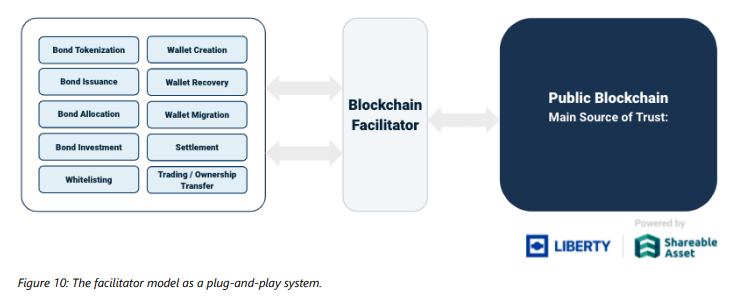 Bond Tokenization
Wallet Creation
Bond Issuance
Wallet Recovery
Bond Allocation
Wallet Migration
Bond Investment
Settlement
Whitelisting
Trading / Ownership
Transfer
Blockchain
Facilitator
Public Blockchain
Main Source of Trust:
Powered by
LIBERTY
Shareable
Asset
Figure 10: The facilitator model as a plug-and-play system.